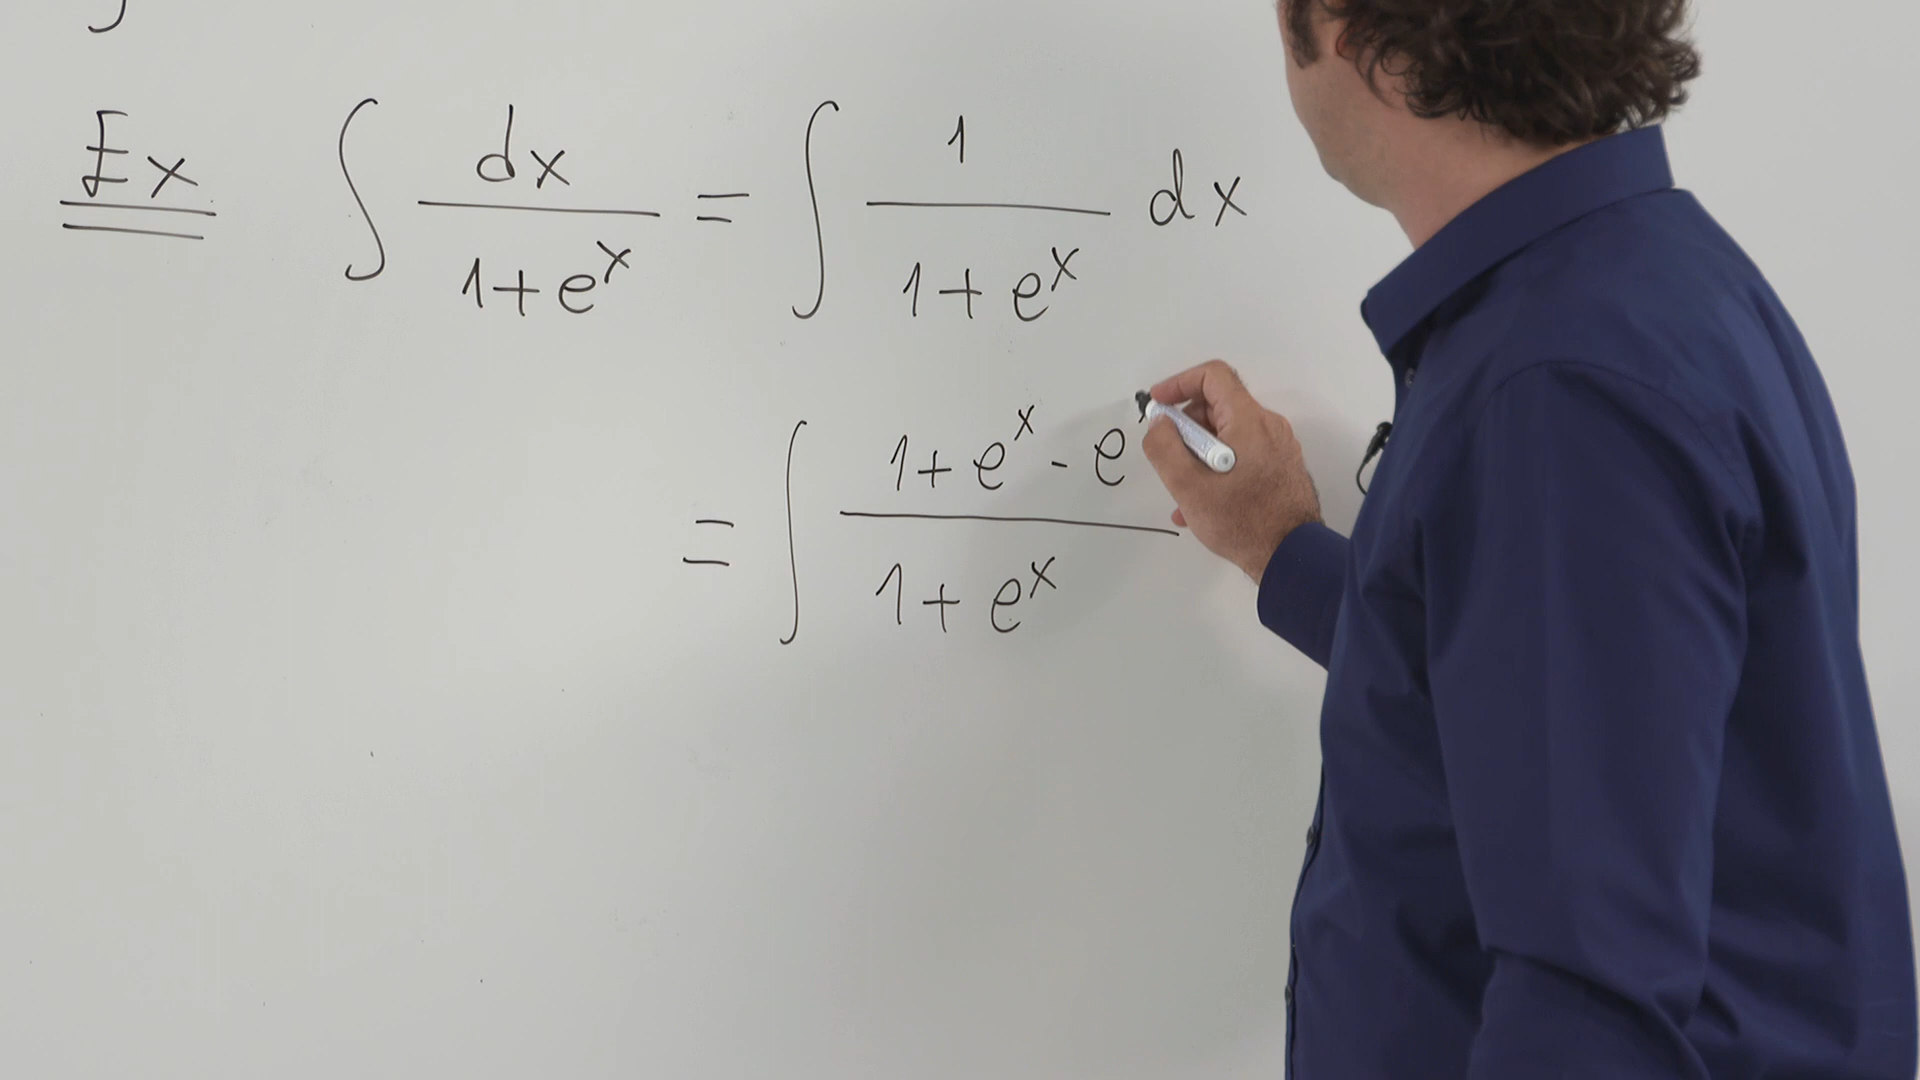 Ex ∫ dx / (1+e^x) = ∫ 1 / (1+e^x) dx
= ∫ (1+e^x - e^x) / (1+e^x)